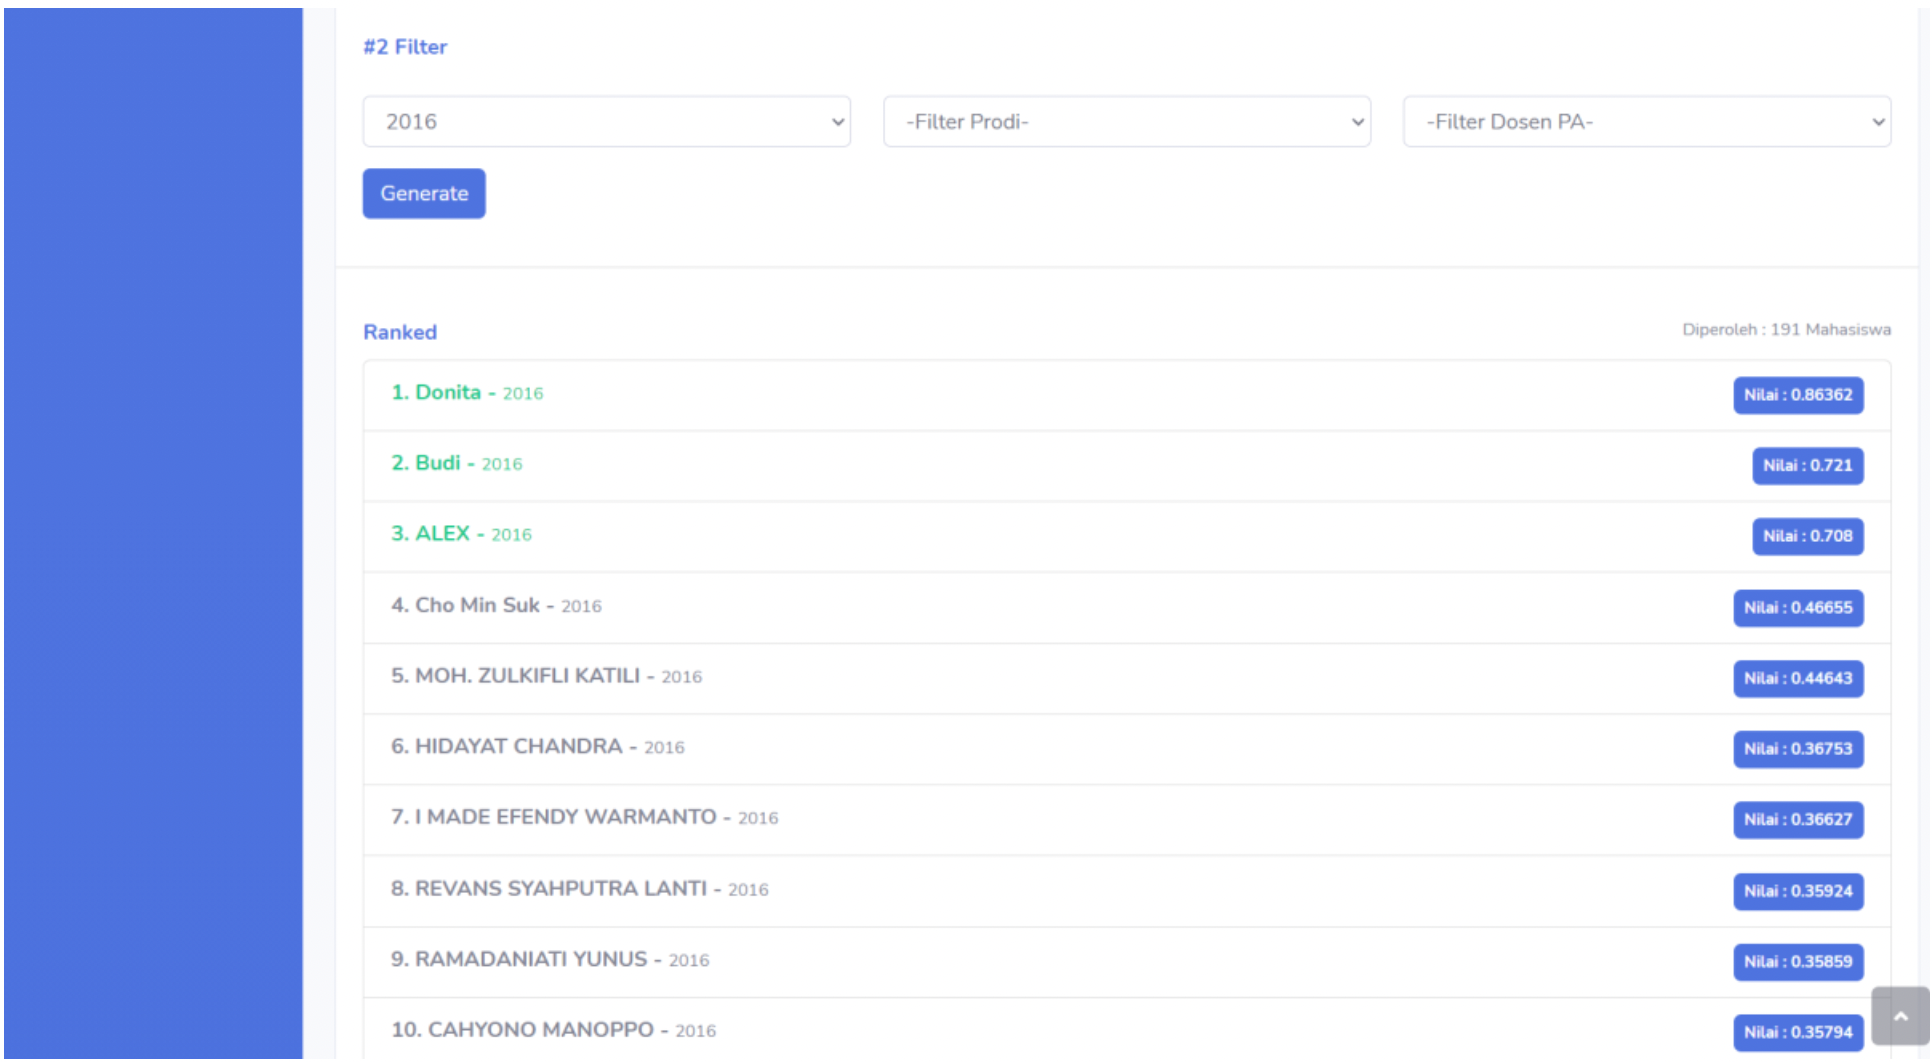 #2 Filter
2016 -Filter Prodi- -Filter Dosen PA-
Generate
Ranked Diperoleh : 191 Mahasiswa
1. Donita - 2016 Nilai : 0.86362
2. Budi - 2016 Nilai : 0.721
3. ALEX - 2016 Nilai : 0.708
4. Cho Min Suk - 2016 Nilai : 0.46655
5. MOH. ZULKIFLI KATILI - 2016 Nilai : 0.44643
6. HIDAYAT CHANDRA - 2016 Nilai : 0.36753
7. I MADE EFENDY WARMANTO - 2016 Nilai : 0.36627
8. REVANS SYAHPUTRA LANTI - 2016 Nilai : 0.35924
9. RAMADANIATI YUNUS - 2016 Nilai : 0.35859
10. CAHYONO MANOPPO - 2016 Nilai : 0.35794